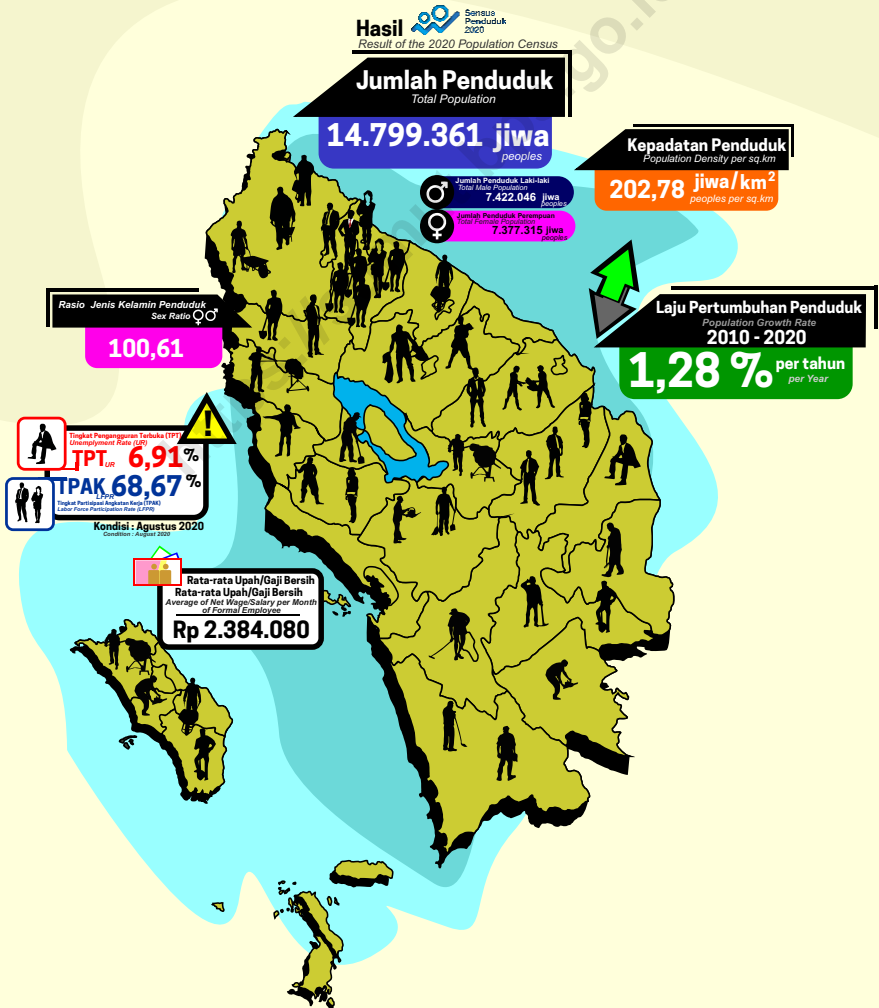 Hasil
Sensus
Penduduk
2020
Result of the 2020 Population Census
Jumlah Penduduk
Total Population
14.799.361 jiwa
peoples
Jumlah Penduduk Laki-laki
Total Male Population
7.422.046 jiwa
peoples
Jumlah Penduduk Perempuan
Total Female Population
7.377.315 jiwa
peoples
Kepadatan Penduduk
Population Density per sq.km
202,78 jiwa/km²
peoples per sq.km
Rasio Jenis Kelamin Penduduk
Sex Ratio ♀♂
100,61
Laju Pertumbuhan Penduduk
Population Growth Rate
2010 - 2020
1,28 % per tahun
per Year
Tingkat Pengangguran Terbuka (TPT)
Unemplyment Rate (UR)
TPT UR 6,91 %
TPAK 68,67 %
LFPR
Tingkat Partisipasi Angkatan Kerja (TPAK)
Labor Force Participation Rate (LFPR)
Kondisi : Agustus 2020
Condition : August 2020
Rata-rata Upah/Gaji Bersih
Rata-rata Upah/Gaji Bersih
Average of Net Wage/Salary per Month
of Formal Employee
Rp 2.384.080